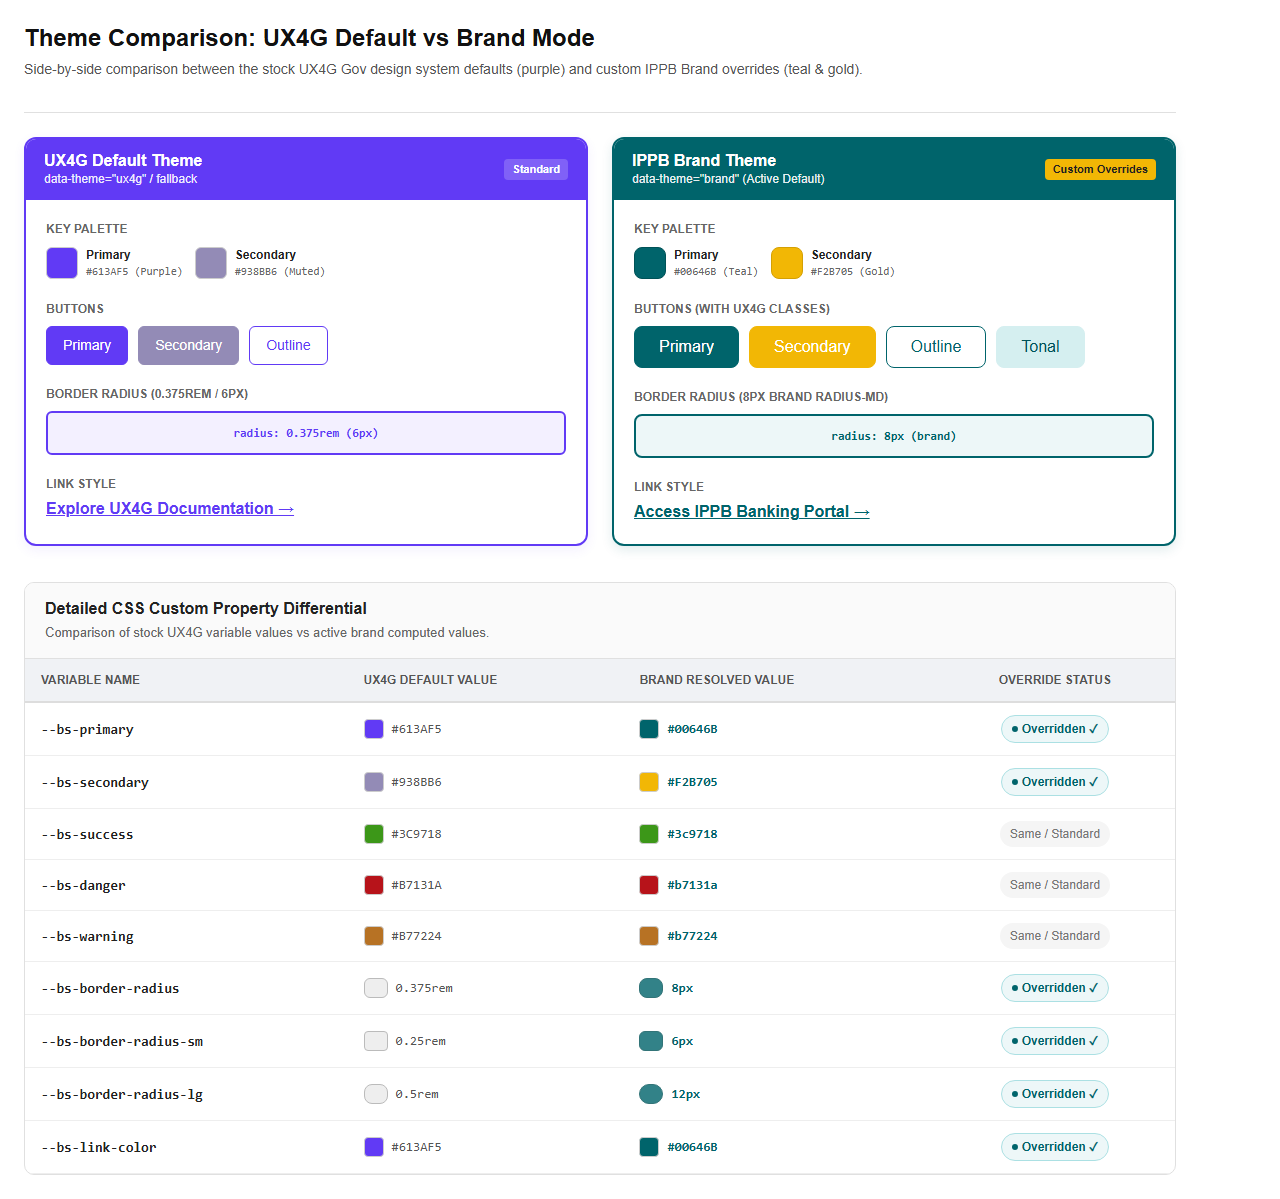 Theme Comparison: UX4G Default vs Brand Mode
Side-by-side comparison between the stock UX4G Gov design system defaults (purple) and custom IPPB Brand overrides (teal & gold).
UX4G Default Theme
data-theme="ux4g" / fallback
Standard
KEY PALETTE
Primary
#613AF5 (Purple)
Secondary
#938BB6 (Muted)
BUTTONS
Primary
Secondary
Outline
BORDER RADIUS (0.375REM / 6PX)
radius: 0.375rem (6px)
LINK STYLE
Explore UX4G Documentation →
IPPB Brand Theme
data-theme="brand" (Active Default)
Custom Overrides
KEY PALETTE
Primary
#00646B (Teal)
Secondary
#F2B705 (Gold)
BUTTONS (WITH UX4G CLASSES)
Primary
Secondary
Outline
Tonal
BORDER RADIUS (8PX BRAND RADIUS-MD)
radius: 8px (brand)
LINK STYLE
Access IPPB Banking Portal →
Detailed CSS Custom Property Differential
Comparison of stock UX4G variable values vs active brand computed values.
VARIABLE NAME UX4G DEFAULT VALUE BRAND RESOLVED VALUE OVERRIDE STATUS
--bs-primary #613AF5 #00646B ● Overridden ✓
--bs-secondary #938BB6 #F2B705 ● Overridden ✓
--bs-success #3C9718 #3c9718 Same / Standard
--bs-danger #B7131A #b7131a Same / Standard
--bs-warning #B77224 #b77224 Same / Standard
--bs-border-radius 0.375rem 8px ● Overridden ✓
--bs-border-radius-sm 0.25rem 6px ● Overridden ✓
--bs-border-radius-lg 0.5rem 12px ● Overridden ✓
--bs-link-color #613AF5 #00646B ● Overridden ✓